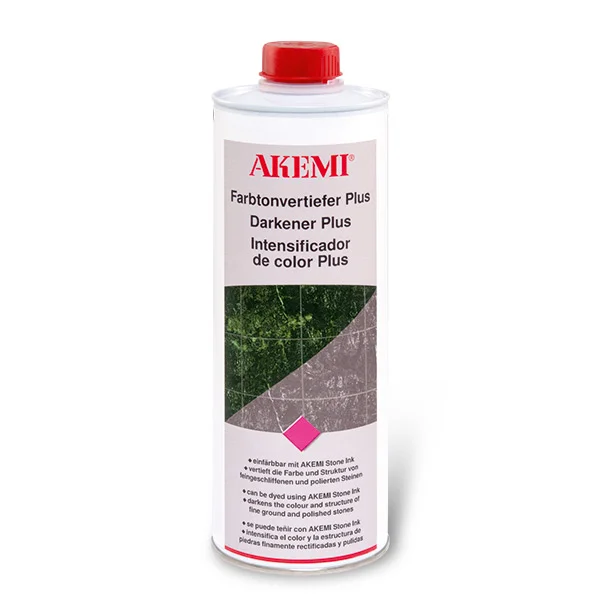 AKEMI®
Farbtonvertiefer Plus
Darkener Plus
Intensificador
de color Plus
◆ einfärbbar mit AKEMI Stone Ink
◆ vertieft die Farbe und Struktur von
feingeschliffenen und polierten Steinen
◆ can be dyed using AKEMI Stone Ink
◆ darkens the colour and structure of
fine ground and polished stones
◆ se puede teñir con AKEMI Stone Ink
◆ intensifica el color y la estructura de
piedras finamente rectificadas y pulidas